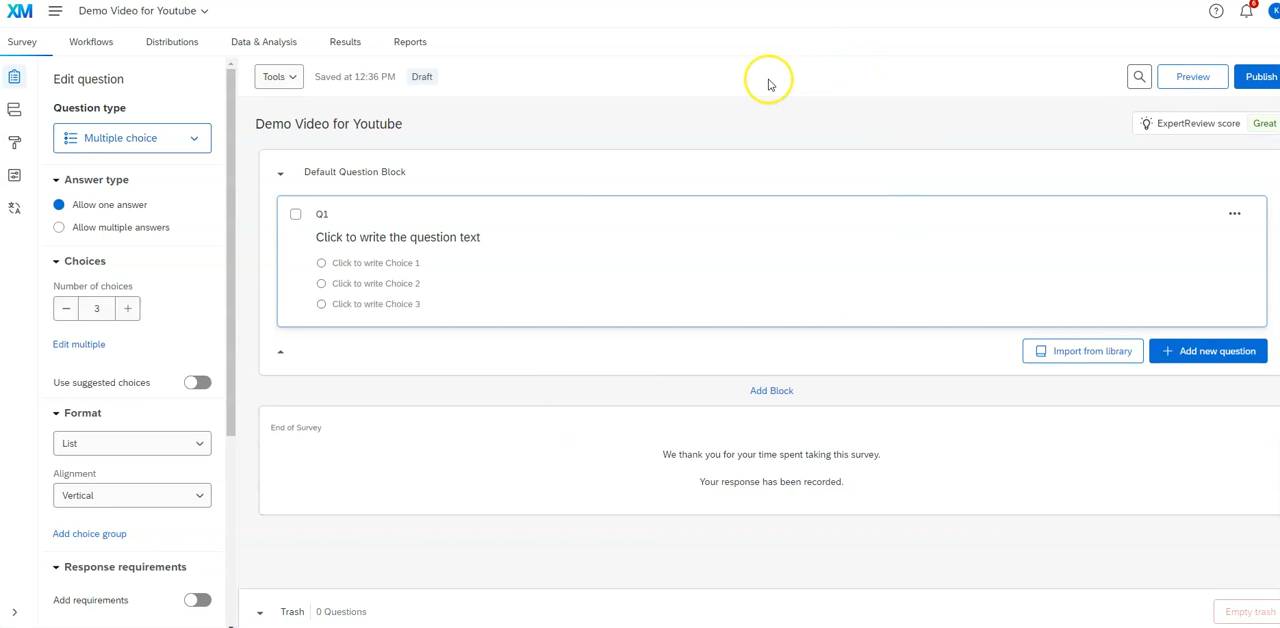 XM
Demo Video for Youtube
6
K
Survey
Workflows
Distributions
Data & Analysis
Results
Reports
Edit question
Question type
Multiple choice
Answer type
Allow one answer
Allow multiple answers
Choices
Number of choices
3
Edit multiple
Use suggested choices
Format
List
Alignment
Vertical
Add choice group
Response requirements
Add requirements
Tools
Saved at 12:36 PM
Draft
Preview
Publish
Demo Video for Youtube
ExpertReview score
Great
Default Question Block
Q1
Click to write the question text
Click to write Choice 1
Click to write Choice 2
Click to write Choice 3
Import from library
Add new question
Add Block
End of Survey
We thank you for your time spent taking this survey.
Your response has been recorded.
Trash
0 Questions
Empty trash